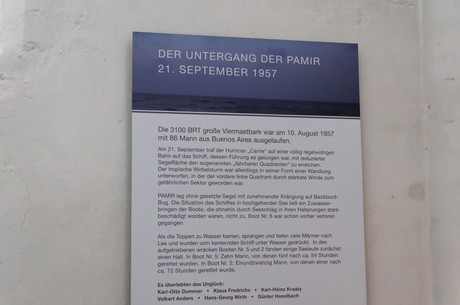 DER UNTERGANG DER PAMIR
21. SEPTEMBER 1957
Die 3100 BRT große Viermastbark war am 10. August 1957
mit 86 Mann aus Buenos Aires ausgelaufen.
Am 21. September traf der Hurrican „Carrie“ auf einer völlig regelwidrigen
Bahn auf das Schiff, dessen Führung es gelungen war, mit reduzierter
Segelfläche den sogenannten „fahrbaren Quadranten“ zu erreichen.
Der tropische Wirbelsturm war allerdings in seiner Form einer Wandlung
unterworfen, in der der vordere linke Quadrant durch stärkste Winde zum
gefährlichen Sektor geworden war.
PAMIR lag ohne gesetzte Segel mit zunehmender Krängung auf Backbord-
Bug. Die Situation des Schiffes in hochgehender See ließ ein Zuwasser-
bringen der Boote, die ohnehin durch Seeschlag in ihren Halterungen stark
beschädigt worden waren, nicht zu. Boot Nr. 6 war schon vorher verloren
gegangen.
Als die Toppen zu Wasser kamen, sprangen und fielen viele Männer nach
Lee und wurden vom kenternden Schiff unter Wasser gedrückt. In den
aufgetriebenen wracken Booten Nr. 5 und 2 fanden einige Seeleute zunächst
einen Halt. In Boot Nr. 5: Zehn Mann, von denen fünf nach ca. 54 Stunden
gerettet wurden, In Boot Nr. 2: Einundzwanzig Mann, von denen einer nach
ca. 72 Stunden gerettet wurde.
Es überlebten das Unglück:
Karl-Otto Dummer - Klaus Fredrichs - Karl-Heinz Kraatz
Volkert Anders - Hans-Georg Wirth - Günter Hasselbach